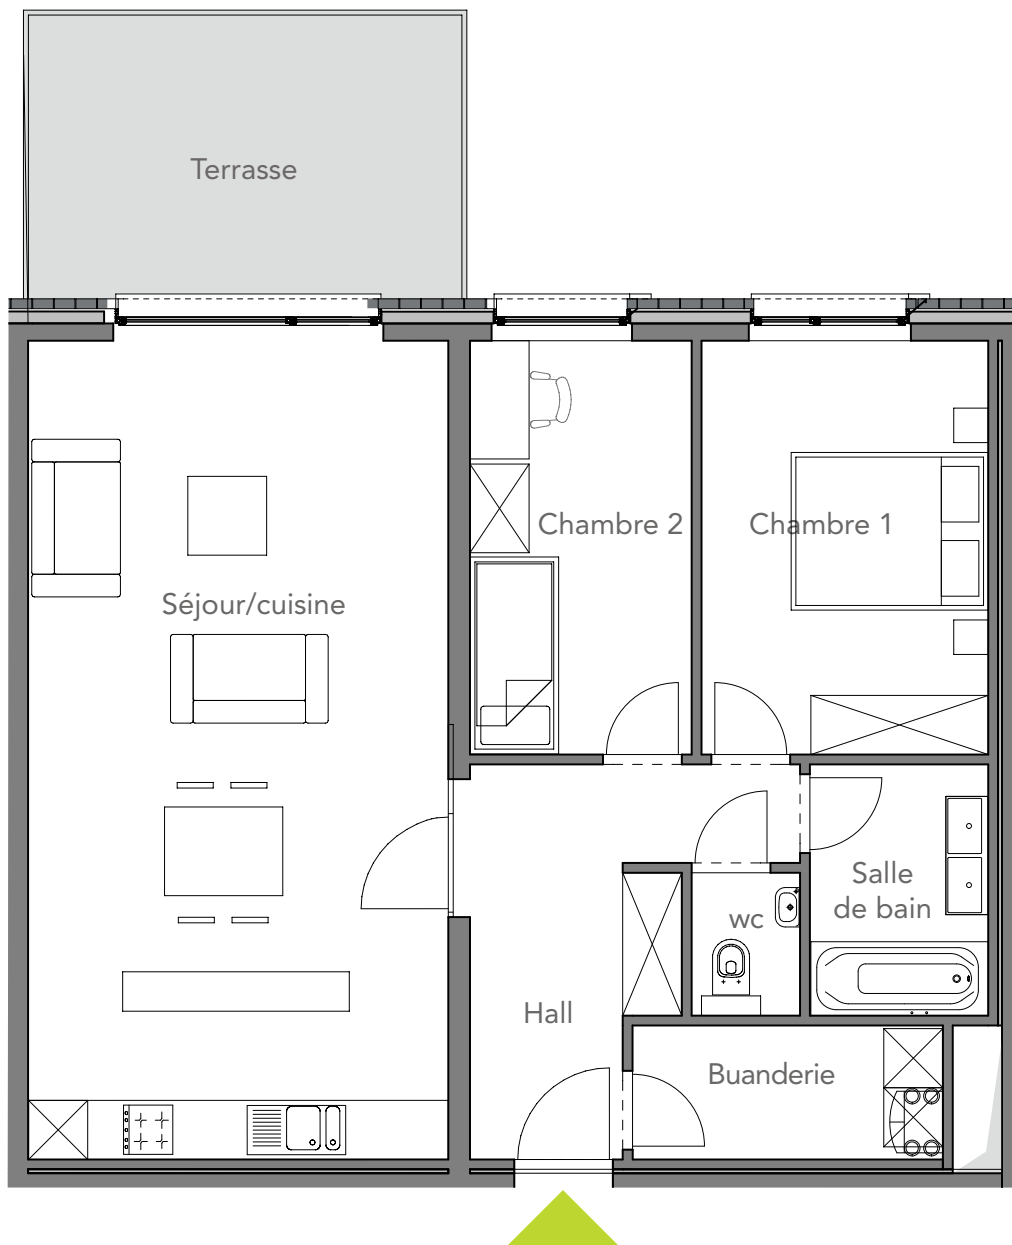 Terrasse
Chambre 2
Chambre 1
Séjour/cuisine
Salle
de bain
wc
Hall
Buanderie